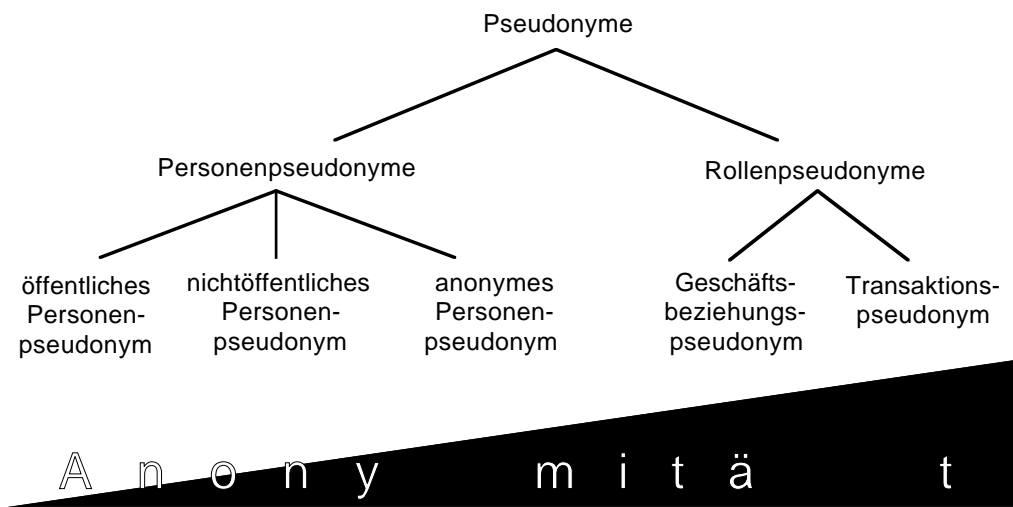 Pseudonyme
Personenpseudonyme
Rollenpseudonyme
öffentliches
Personen-
pseudonym
nichtöffentliches
Personen-
pseudonym
anonymes
Personen-
pseudonym
Geschäfts-
beziehungs-
pseudonym
Transaktions-
pseudonym
A n o n y m i t ä t